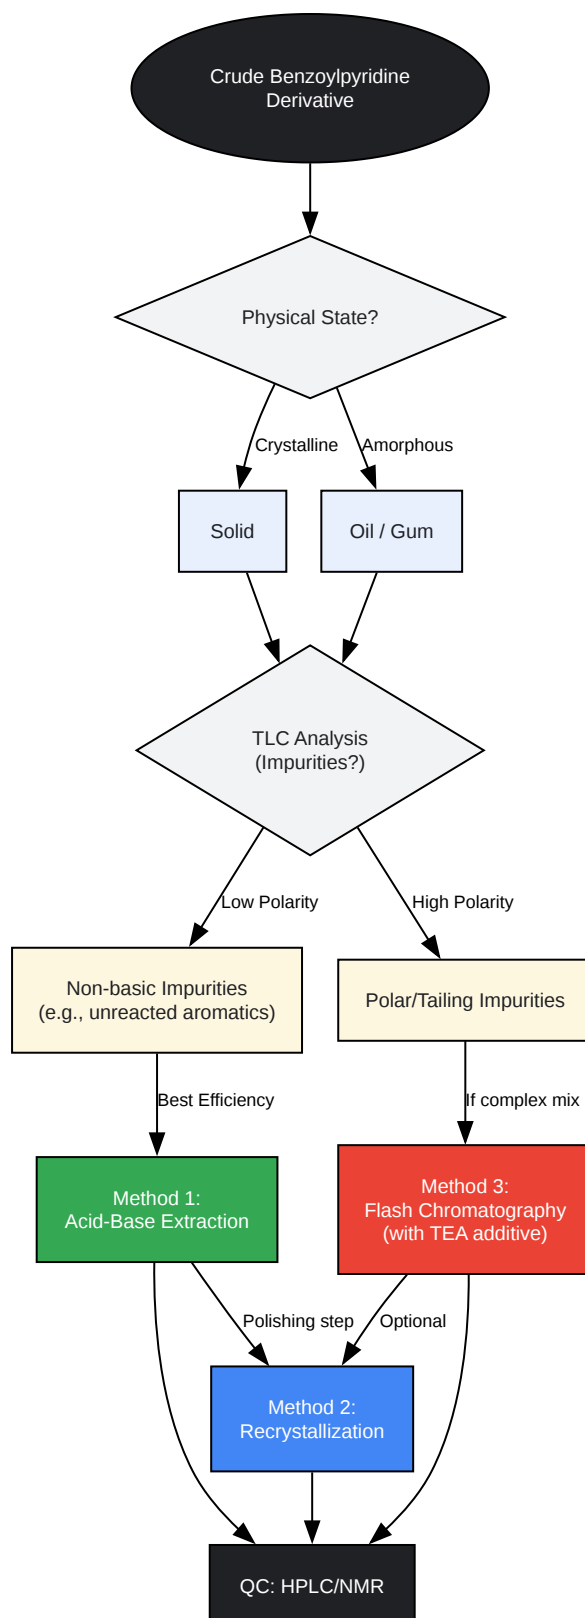 Crude Benzoylpyridine
Derivative
Physical State?
Crystalline
Amorphous
Solid
Oil / Gum
TLC Analysis
(Impurities?)
Low Polarity
High Polarity
Non-basic Impurities
(e.g., unreacted aromatics)
Polar/Tailing Impurities
Best Efficiency
If complex mix
Method 1:
Acid-Base Extraction
Method 3:
Flash Chromatography
(with TEA additive)
Polishing step
Optional
Method 2:
Recrystallization
QC: HPLC/NMR